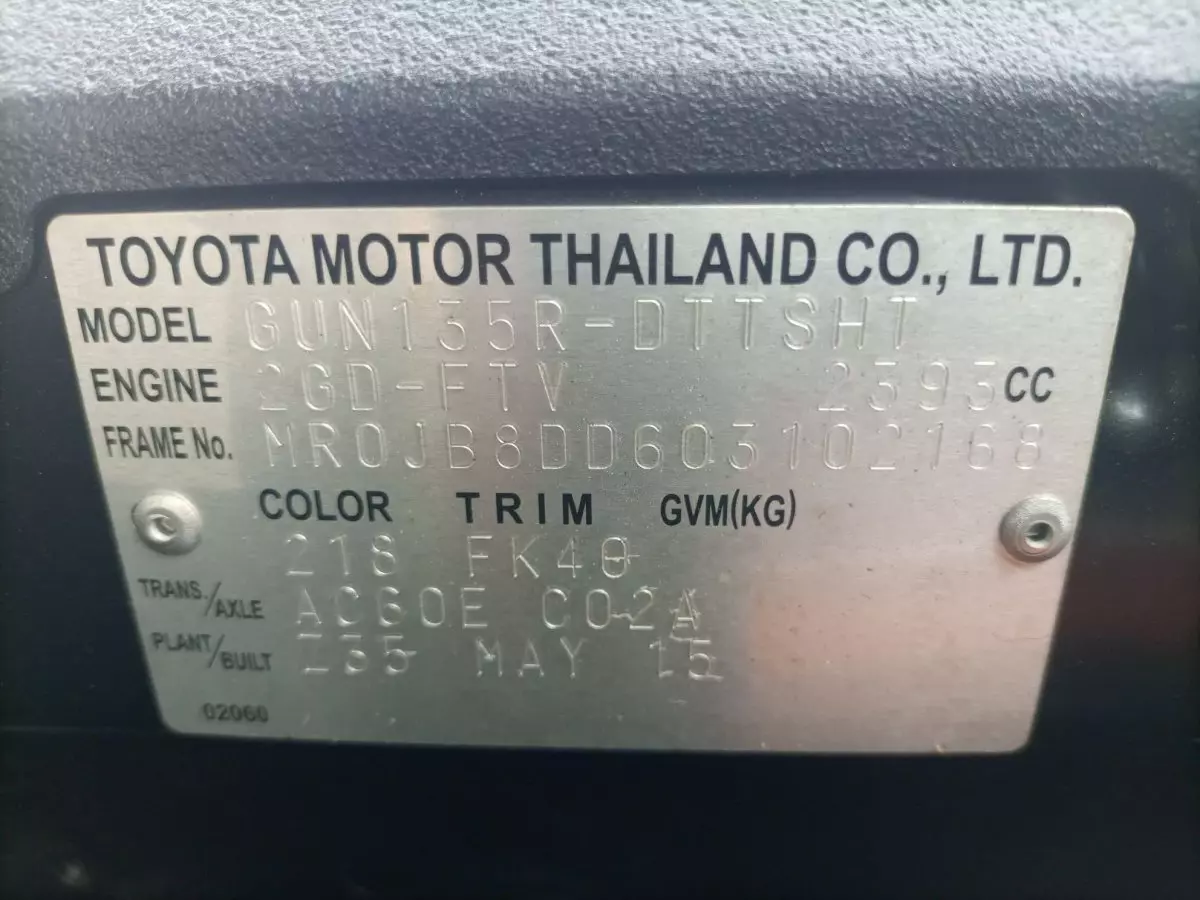 TOYOTA MOTOR THAILAND CO., LTD.
MODEL GUN135R-DTTSHT
ENGINE 2GD-FTV 2393 CC
FRAME No. MR0JB8DD603102168
COLOR TRIM GVM(KG)
218 FK40
TRANS./AXLE AC60E C02A
PLANT/BUILT Z35 MAY 15
02060